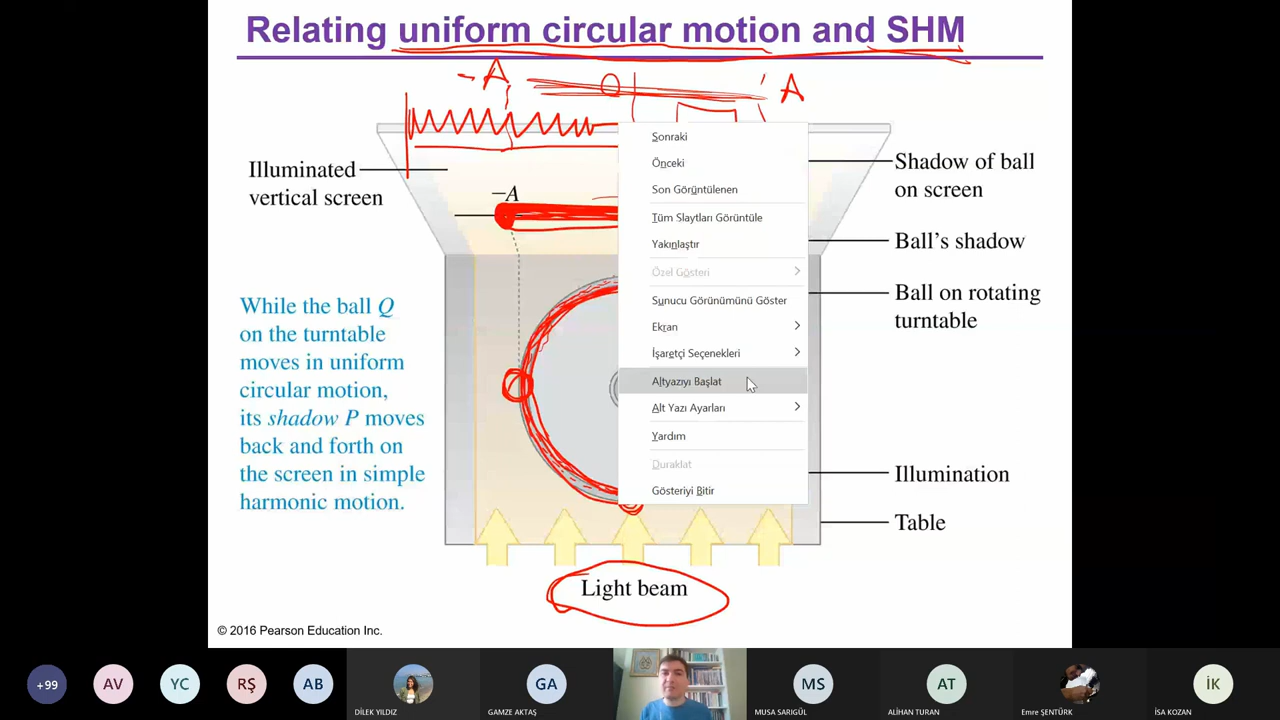 Relating uniform circular motion and SHM
-A
O
A
Illuminated
vertical screen
−A
Shadow of ball
on screen
Ball's shadow
Ball on rotating
turntable
While the ball Q
on the turntable
moves in uniform
circular motion,
its shadow P moves
back and forth on
the screen in simple
harmonic motion.
Sonraki
Önceki
Son Görüntülenen
Tüm Slaytları Görüntüle
Yakınlaştır
Özel Gösteri
Sunucu Görünümünü Göster
Ekran
İşaretçi Seçenekleri
Altyazıyı Başlat
Alt Yazı Ayarları
Yardım
Duraklat
Gösteriyi Bitir
Illumination
Table
Light beam
© 2016 Pearson Education Inc.
+99
AV
YC
RŞ
AB
DİLEK YILDIZ
GA
GAMZE AKTAŞ
MS
MUSA SARIGÜL
AT
ALİHAN TURAN
Emre ŞENTÜRK
İK
İSA KOZAN